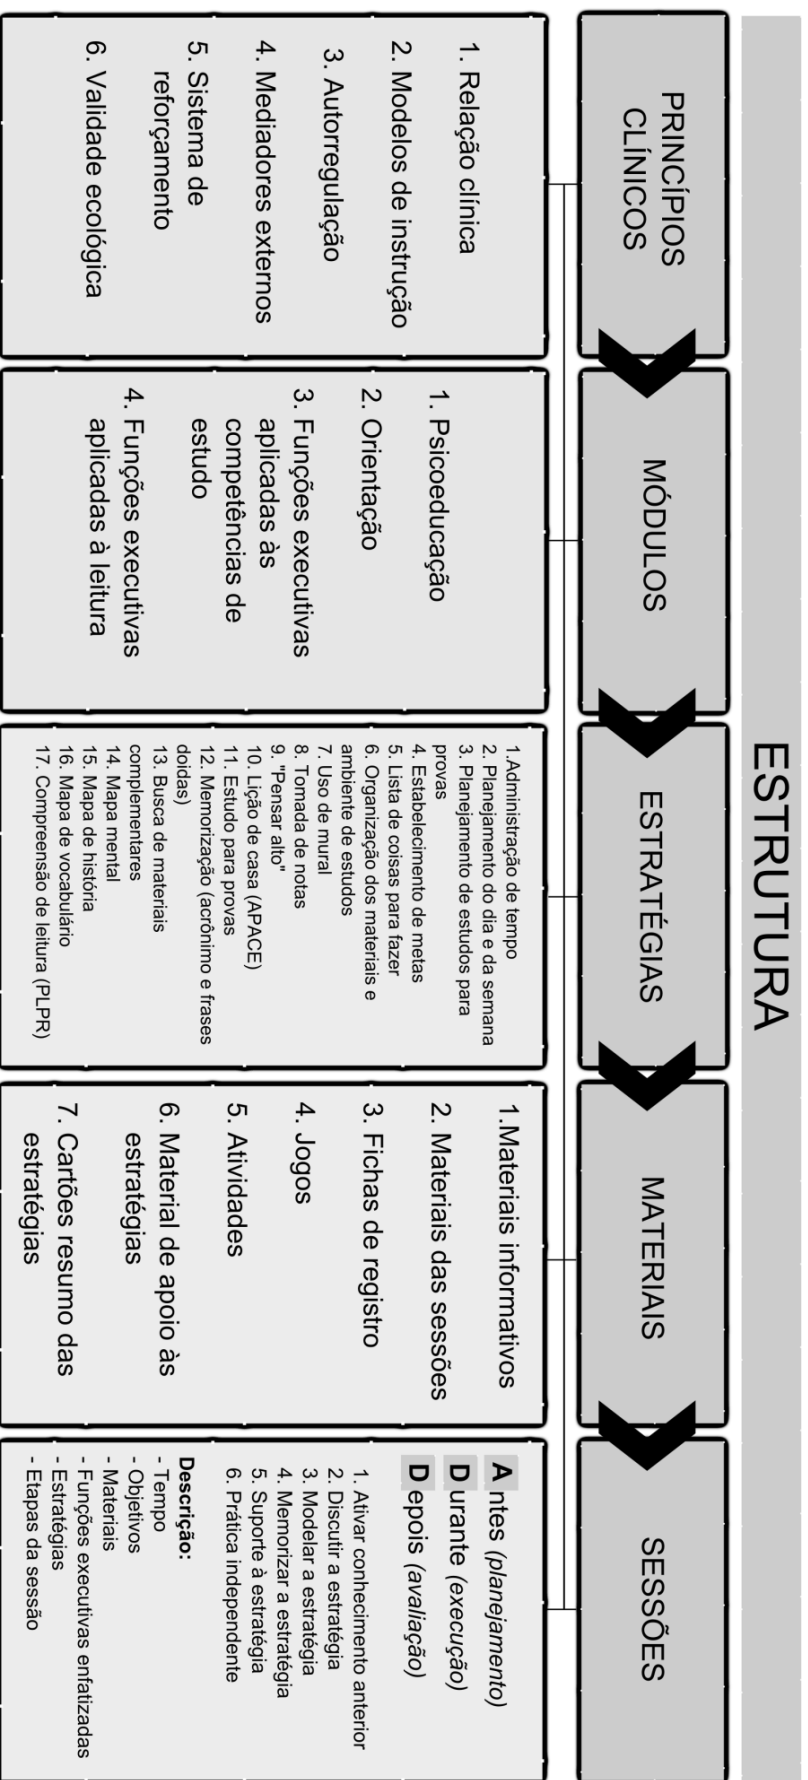 ESTRUTURA
PRINCÍPIOS
CLÍNICOS
1. Relação clínica
2. Modelos de instrução
3. Autorregulação
4. Mediadores externos
5. Sistema de
reforçamento
6. Validade ecológica
MÓDULOS
1. Psicoeducação
2. Orientação
3. Funções executivas
aplicadas às
competências de
estudo
4. Funções executivas
aplicadas à leitura
ESTRATÉGIAS
1.Administração de tempo
2. Planejamento do dia e da semana
3. Planejamento de estudos para
provas
4. Estabelecimento de metas
5. Lista de coisas para fazer
6. Organização dos materiais e
ambiente de estudos
7. Uso de mural
8. Tomada de notas
9. "Pensar alto"
10. Lição de casa (APACE)
11. Estudo para provas
12. Memorização (acrônimo e frases
doidas)
13. Busca de materiais
complementares
14. Mapa mental
15. Mapa de história
16. Mapa de vocabulário
17. Compreensão de leitura (PLPR)
MATERIAIS
1.Materiais informativos
2. Materiais das sessões
3. Fichas de registro
4. Jogos
5. Atividades
6. Material de apoio às
estratégias
7. Cartões resumo das
estratégias
SESSÕES
A ntes (planejamento)
D urante (execução)
D epois (avaliação)
1. Ativar conhecimento anterior
2. Discutir a estratégia
3. Modelar a estratégia
4. Memorizar a estratégia
5. Suporte à estratégia
6. Prática independente
Descrição:
- Tempo
- Objetivos
- Materiais
- Funções executivas enfatizadas
- Estratégias
- Etapas da sessão